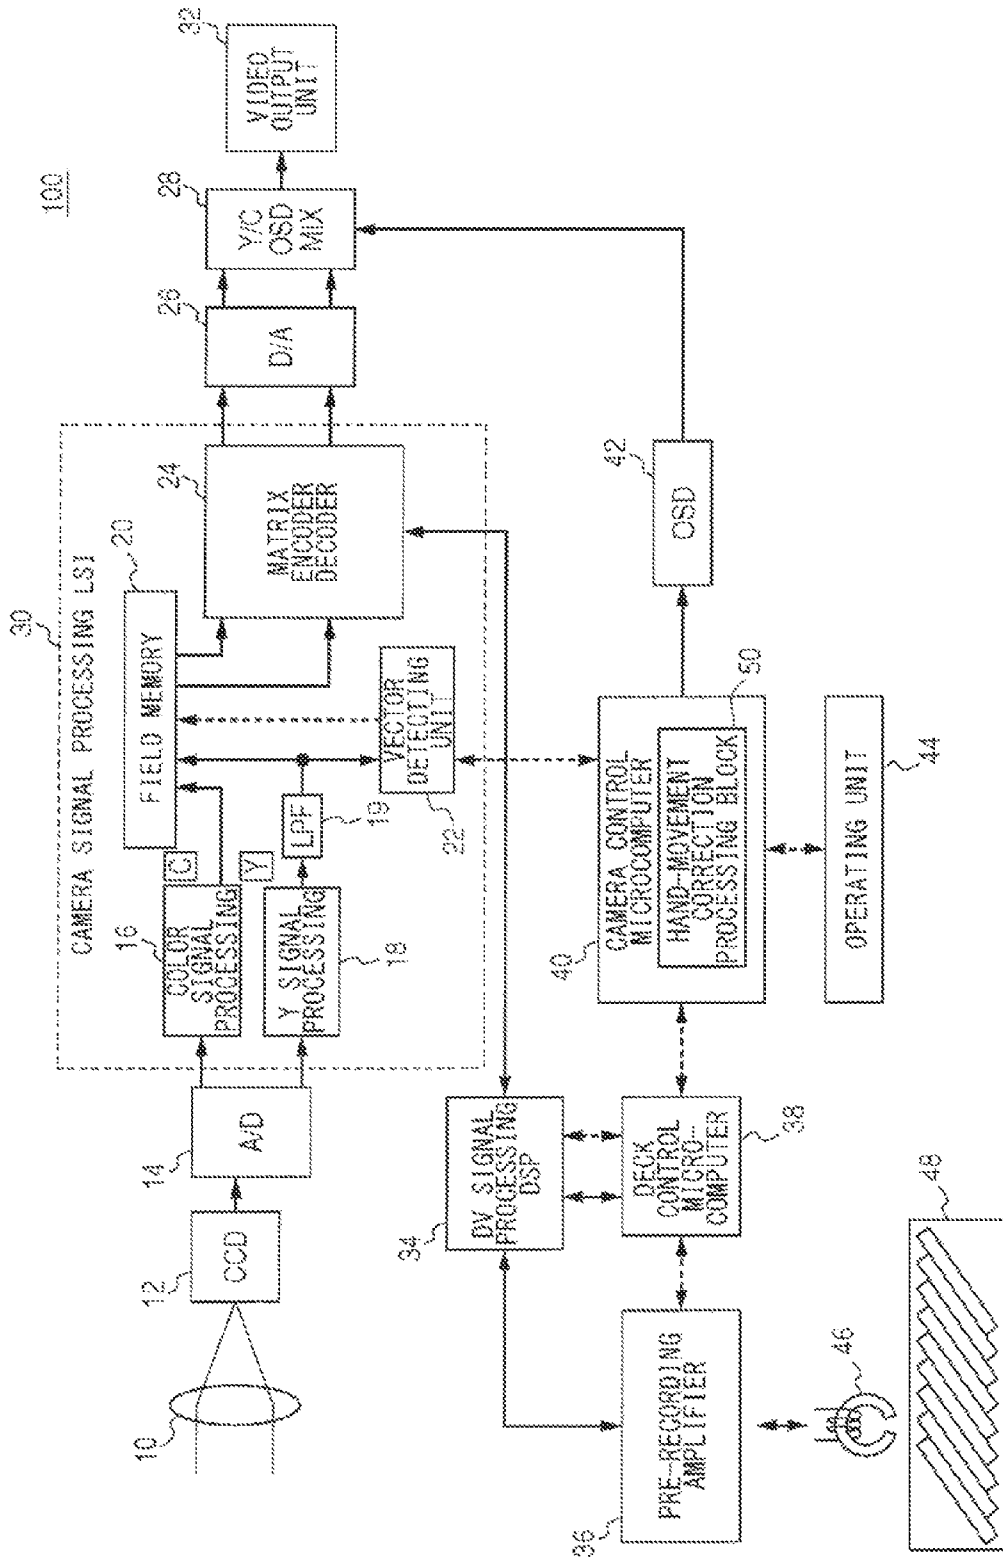 100
10
12
CCD
14
A/D
30
CAMERA SIGNAL PROCESSING LSI
16
COLOR
SIGNAL
PROCESSING
C
Y
Y SIGNAL
PROCESSING
18
LPF
19
20
FIELD MEMORY
VECTOR
DETECTING
UNIT
22
24
MATRIX
ENCODER
DECODER
26
D/A
28
Y/C
OSD
MIX
32
VIDEO
OUTPUT
UNIT
34
DV SIGNAL
PROCESSING
DSP
36
PRE-RECORDING
AMPLIFIER
DECK
CONTROL
MICRO-
COMPUTER
38
40
CAMERA CONTROL
MICROCOMPUTER
50
HAND-MOVEMENT
CORRECTION
PROCESSING BLOCK
42
OSD
OPERATING UNIT
44
46
48